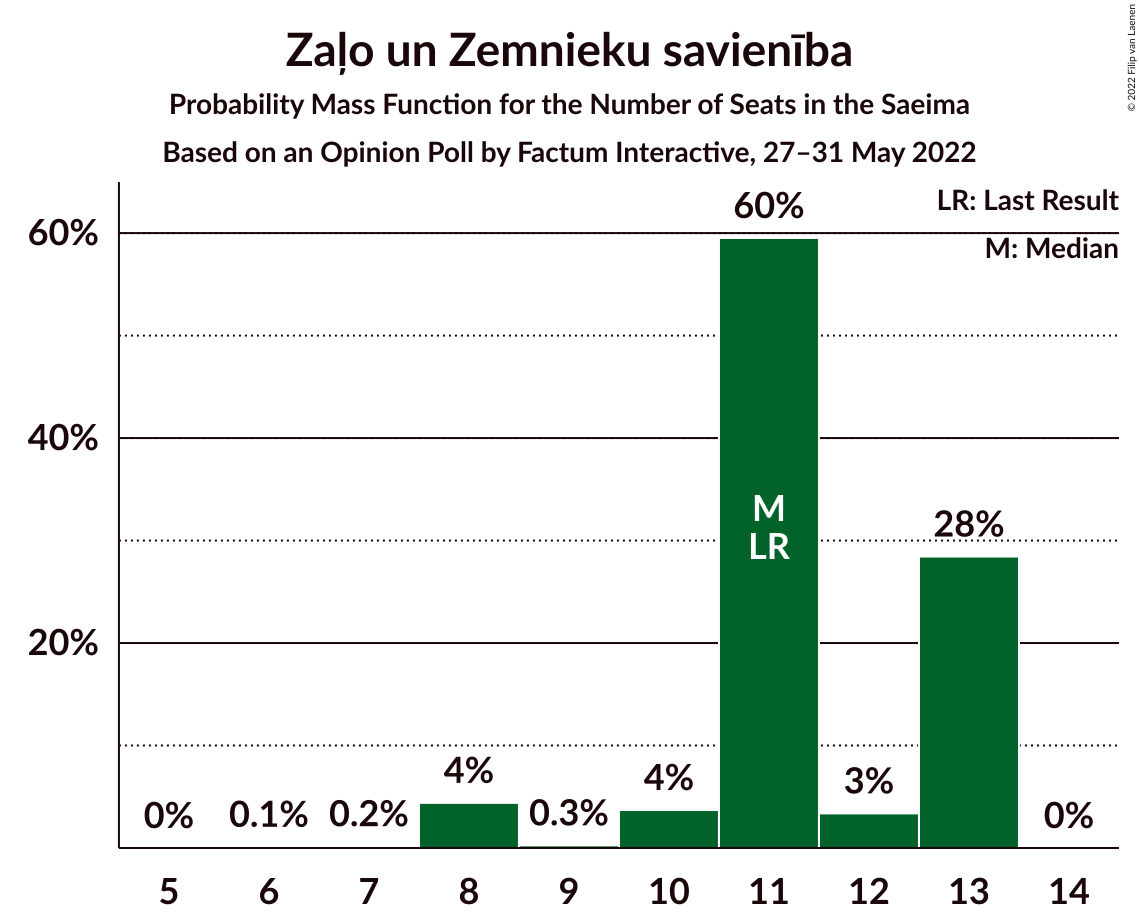 Zaļo un Zemnieku savienība
Probability Mass Function for the Number of Seats in the Saeima
Based on an Opinion Poll by Factum Interactive, 27–31 May 2022
© 2022 Filip van Laenen
LR: Last Result
M: Median
60%
40%
20%
0%
0.1%
0.2%
4%
0.3%
4%
60%
M
LR
3%
28%
0%
5 6 7 8 9 10 11 12 13 14